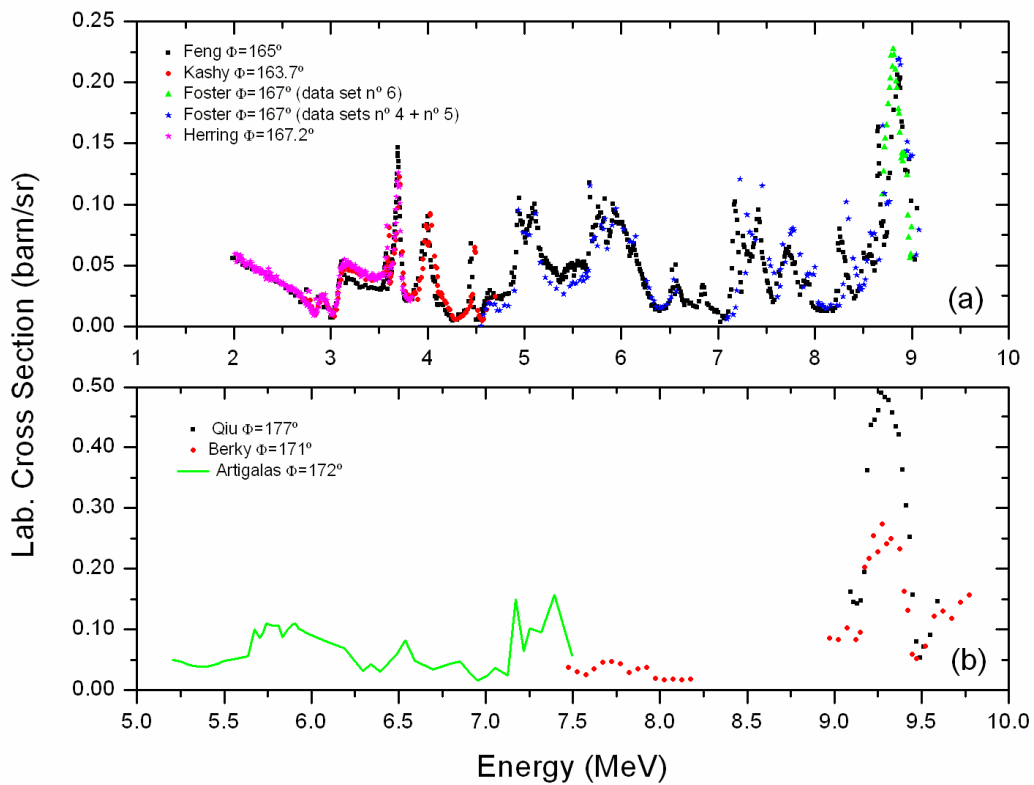 Lab. Cross Section (barn/sr)
0.25
0.20
0.15
0.10
0.05
0.00
Feng Φ=165º
Kashy Φ=163.7º
Foster Φ=167º (data set nº 6)
Foster Φ=167º (data sets nº 4 + nº 5)
Herring Φ=167.2º
(a)
1 2 3 4 5 6 7 8 9 10
0.50
0.40
0.30
0.20
0.10
0.00
Qiu Φ=177º
Berky Φ=171º
Artigalas Φ=172º
(b)
5.0 5.5 6.0 6.5 7.0 7.5 8.0 8.5 9.0 9.5 10.0
Energy (MeV)